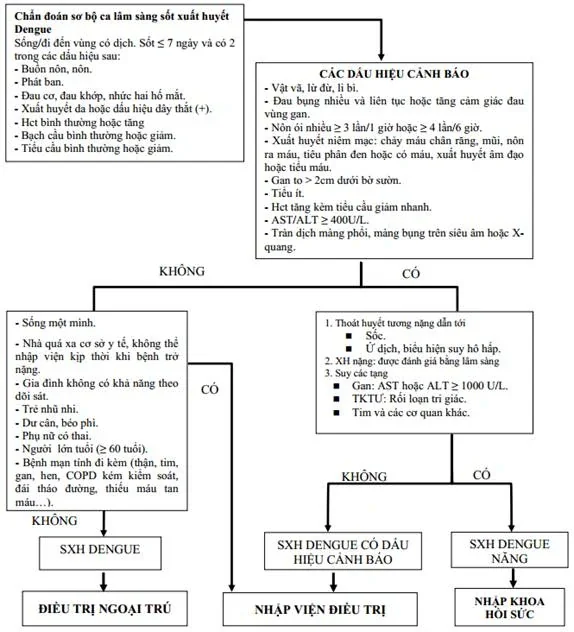 Chẩn đoán sơ bộ ca lâm sàng sốt xuất huyết
Dengue
Sống/đi đến vùng có dịch. Sốt ≤ 7 ngày và có 2
trong các dấu hiệu sau:
- Buồn nôn, nôn.
- Phát ban.
- Đau cơ, đau khớp, nhức hai hố mắt.
- Xuất huyết da hoặc dấu hiệu dây thắt (+).
- Hct bình thường hoặc tăng
- Bạch cầu bình thường hoặc giảm.
- Tiểu cầu bình thường hoặc giảm.
CÁC DẤU HIỆU CẢNH BÁO
- Vật vã, lừ đừ, li bì.
- Đau bụng nhiều và liên tục hoặc tăng cảm giác đau
vùng gan.
- Nôn ói nhiều ≥ 3 lần/1 giờ hoặc ≥ 4 lần/6 giờ.
- Xuất huyết niêm mạc: chảy máu chân răng, mũi, nôn
ra máu, tiêu phân đen hoặc có máu, xuất huyết âm đạo
hoặc tiểu máu.
- Gan to > 2cm dưới bờ sườn.
- Tiểu ít.
- Hct tăng kèm tiểu cầu giảm nhanh.
- AST/ALT ≥ 400U/L.
- Tràn dịch màng phổi, màng bụng trên siêu âm hoặc X-
quang.
KHÔNG
CÓ
- Sống một mình.
- Nhà quá xa cơ sở y tế, không thể
nhập viện kịp thời khi bệnh trở
nặng.
- Gia đình không có khả năng theo
dõi sát.
- Trẻ nhũ nhi.
- Dư cân, béo phì.
- Phụ nữ có thai.
- Người lớn tuổi (≥ 60 tuổi).
- Bệnh mạn tính đi kèm (thận, tim,
gan, hen, COPD kém kiểm soát,
đái tháo đường, thiếu máu tan
máu…).
CÓ
1. Thoát huyết tương nặng dẫn tới
■ Sốc.
■ Ứ dịch, biểu hiện suy hô hấp.
2. XH nặng: được đánh giá bằng lâm sàng
3. Suy các tạng
■ Gan: AST hoặc ALT ≥ 1000 U/L.
■ TKTƯ: Rối loạn tri giác.
■ Tim và các cơ quan khác.
KHÔNG
KHÔNG
CÓ
SXH DENGUE
SXH DENGUE CÓ DẤU
HIỆU CẢNH BÁO
SXH DENGUE
NĂNG
ĐIỀU TRỊ NGOẠI TRÚ
NHẬP VIỆN ĐIỀU TRỊ
NHẬP KHOA
HỒI SỨC